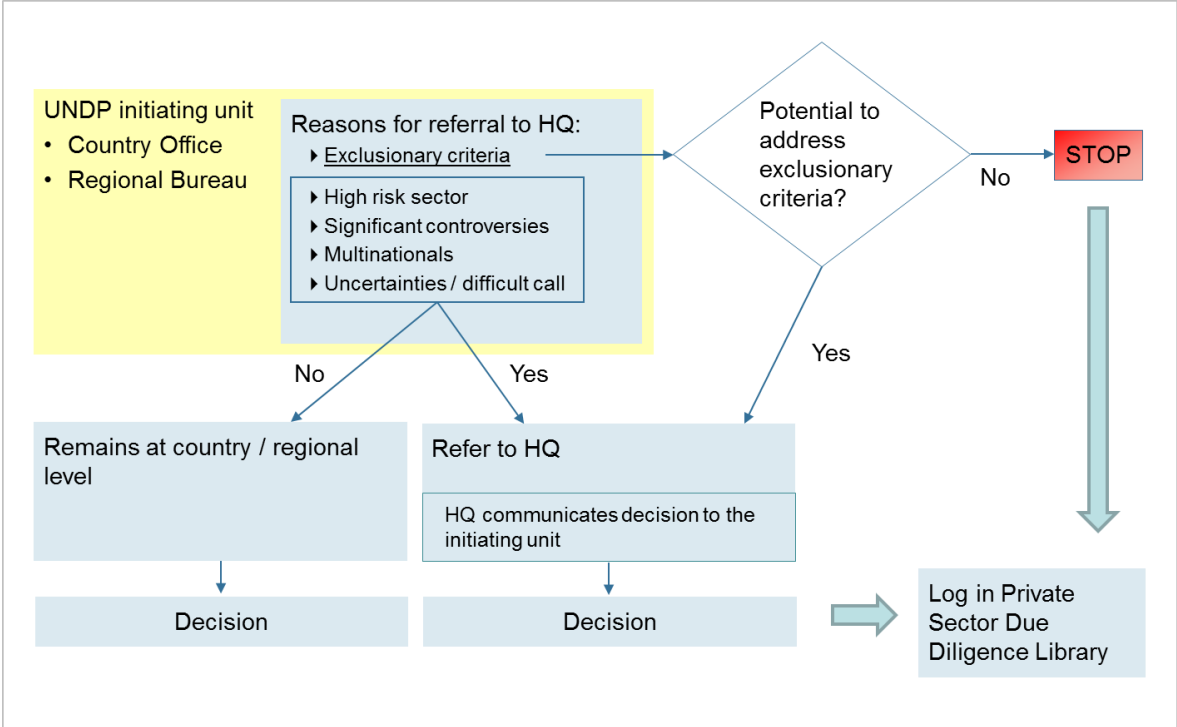 UNDP initiating unit
• Country Office
• Regional Bureau
Reasons for referral to HQ:
Exclusionary criteria
High risk sector
Significant controversies
Multinationals
Uncertainties / difficult call
Potential to
address
exclusionary
criteria?
No
STOP
Yes
No
Yes
Remains at country / regional
level
Refer to HQ
HQ communicates decision to the
initiating unit
Decision
Decision
Log in Private
Sector Due
Diligence Library